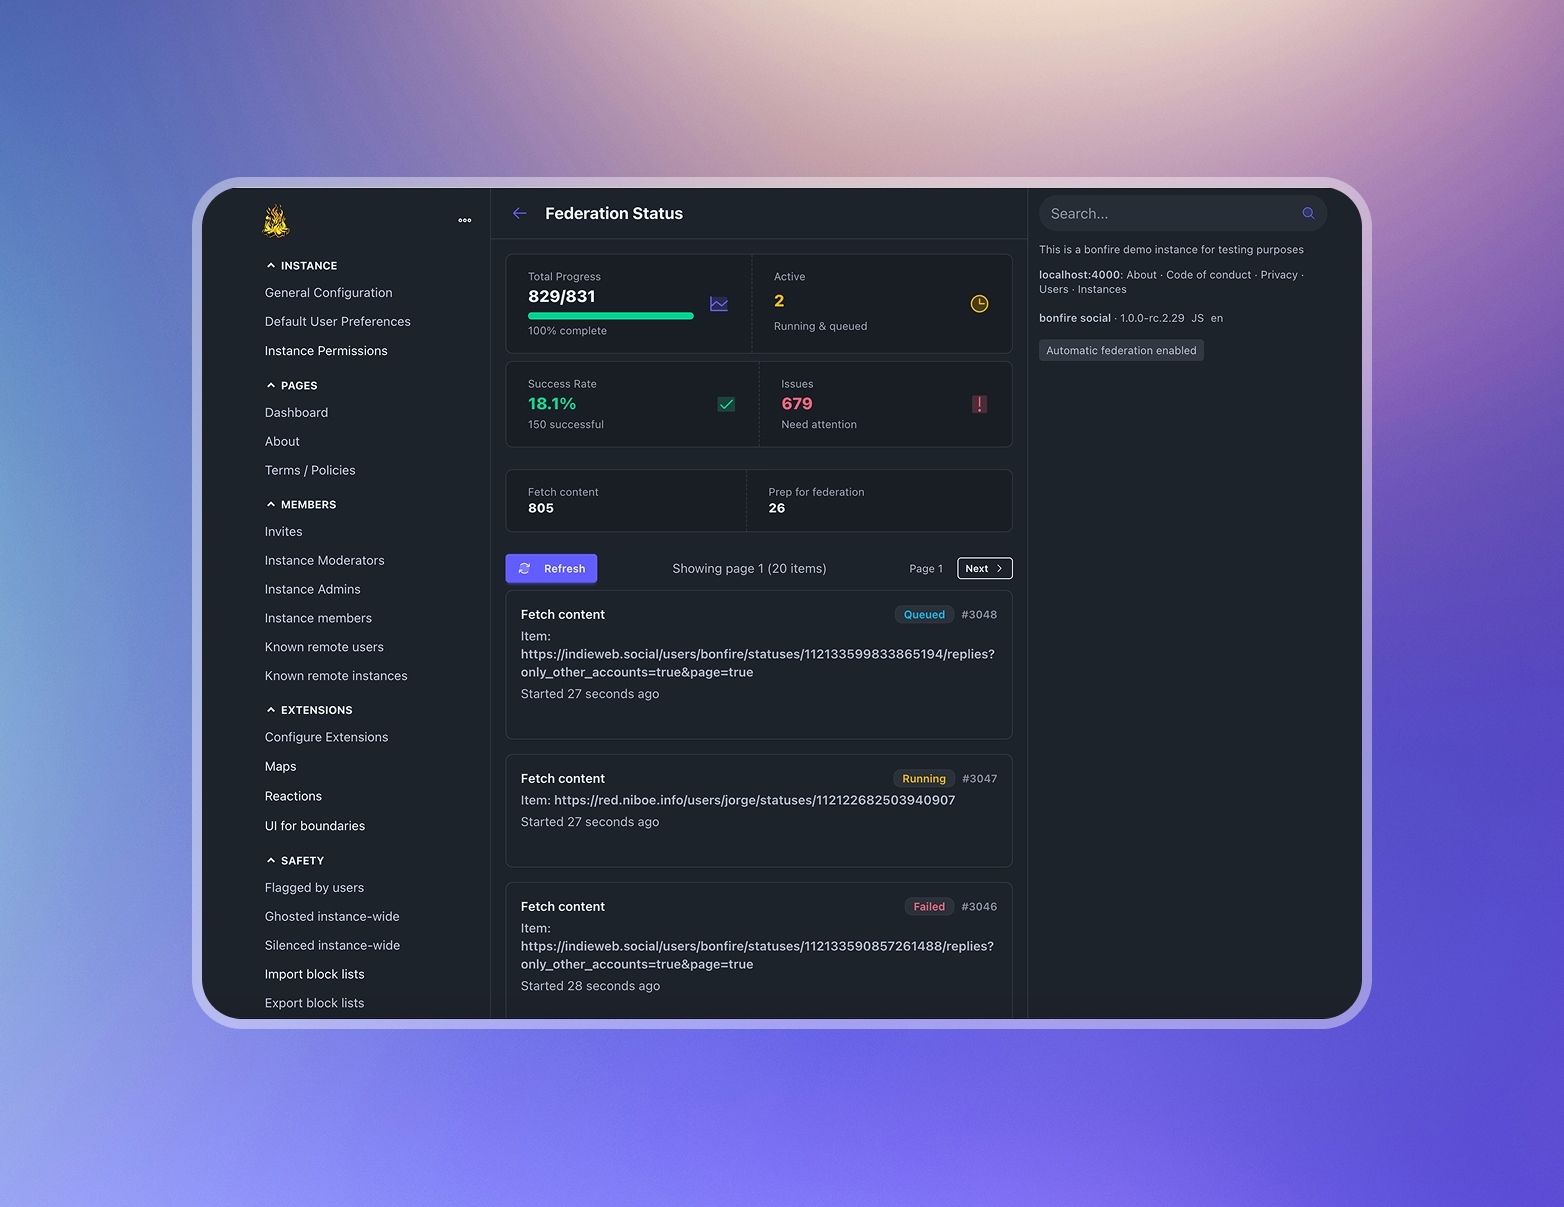 INSTANCE
General Configuration
Default User Preferences
Instance Permissions
PAGES
Dashboard
About
Terms / Policies
MEMBERS
Invites
Instance Moderators
Instance Admins
Instance members
Known remote users
Known remote instances
EXTENSIONS
Configure Extensions
Maps
Reactions
UI for boundaries
SAFETY
Flagged by users
Ghosted instance-wide
Silenced instance-wide
Import block lists
Export block lists
Federation Status
Total Progress
829/831
100% complete
Active
2
Running & queued
Success Rate
18.1%
150 successful
Issues
679
Need attention
Fetch content
805
Prep for federation
26
Refresh
Showing page 1 (20 items)
Page 1
Next
Fetch content
Queued #3048
Item:
https://indieweb.social/users/bonfire/statuses/112133599833865194/replies?
only_other_accounts=true&page=true
Started 27 seconds ago
Fetch content
Running #3047
Item: https://red.niboe.info/users/jorge/statuses/112122682503940907
Started 27 seconds ago
Fetch content
Failed #3046
Item:
https://indieweb.social/users/bonfire/statuses/112133590857261488/replies?
only_other_accounts=true&page=true
Started 28 seconds ago
Search...
This is a bonfire demo instance for testing purposes
localhost:4000: About · Code of conduct · Privacy ·
Users · Instances
bonfire social · 1.0.0-rc.2.29 JS en
Automatic federation enabled